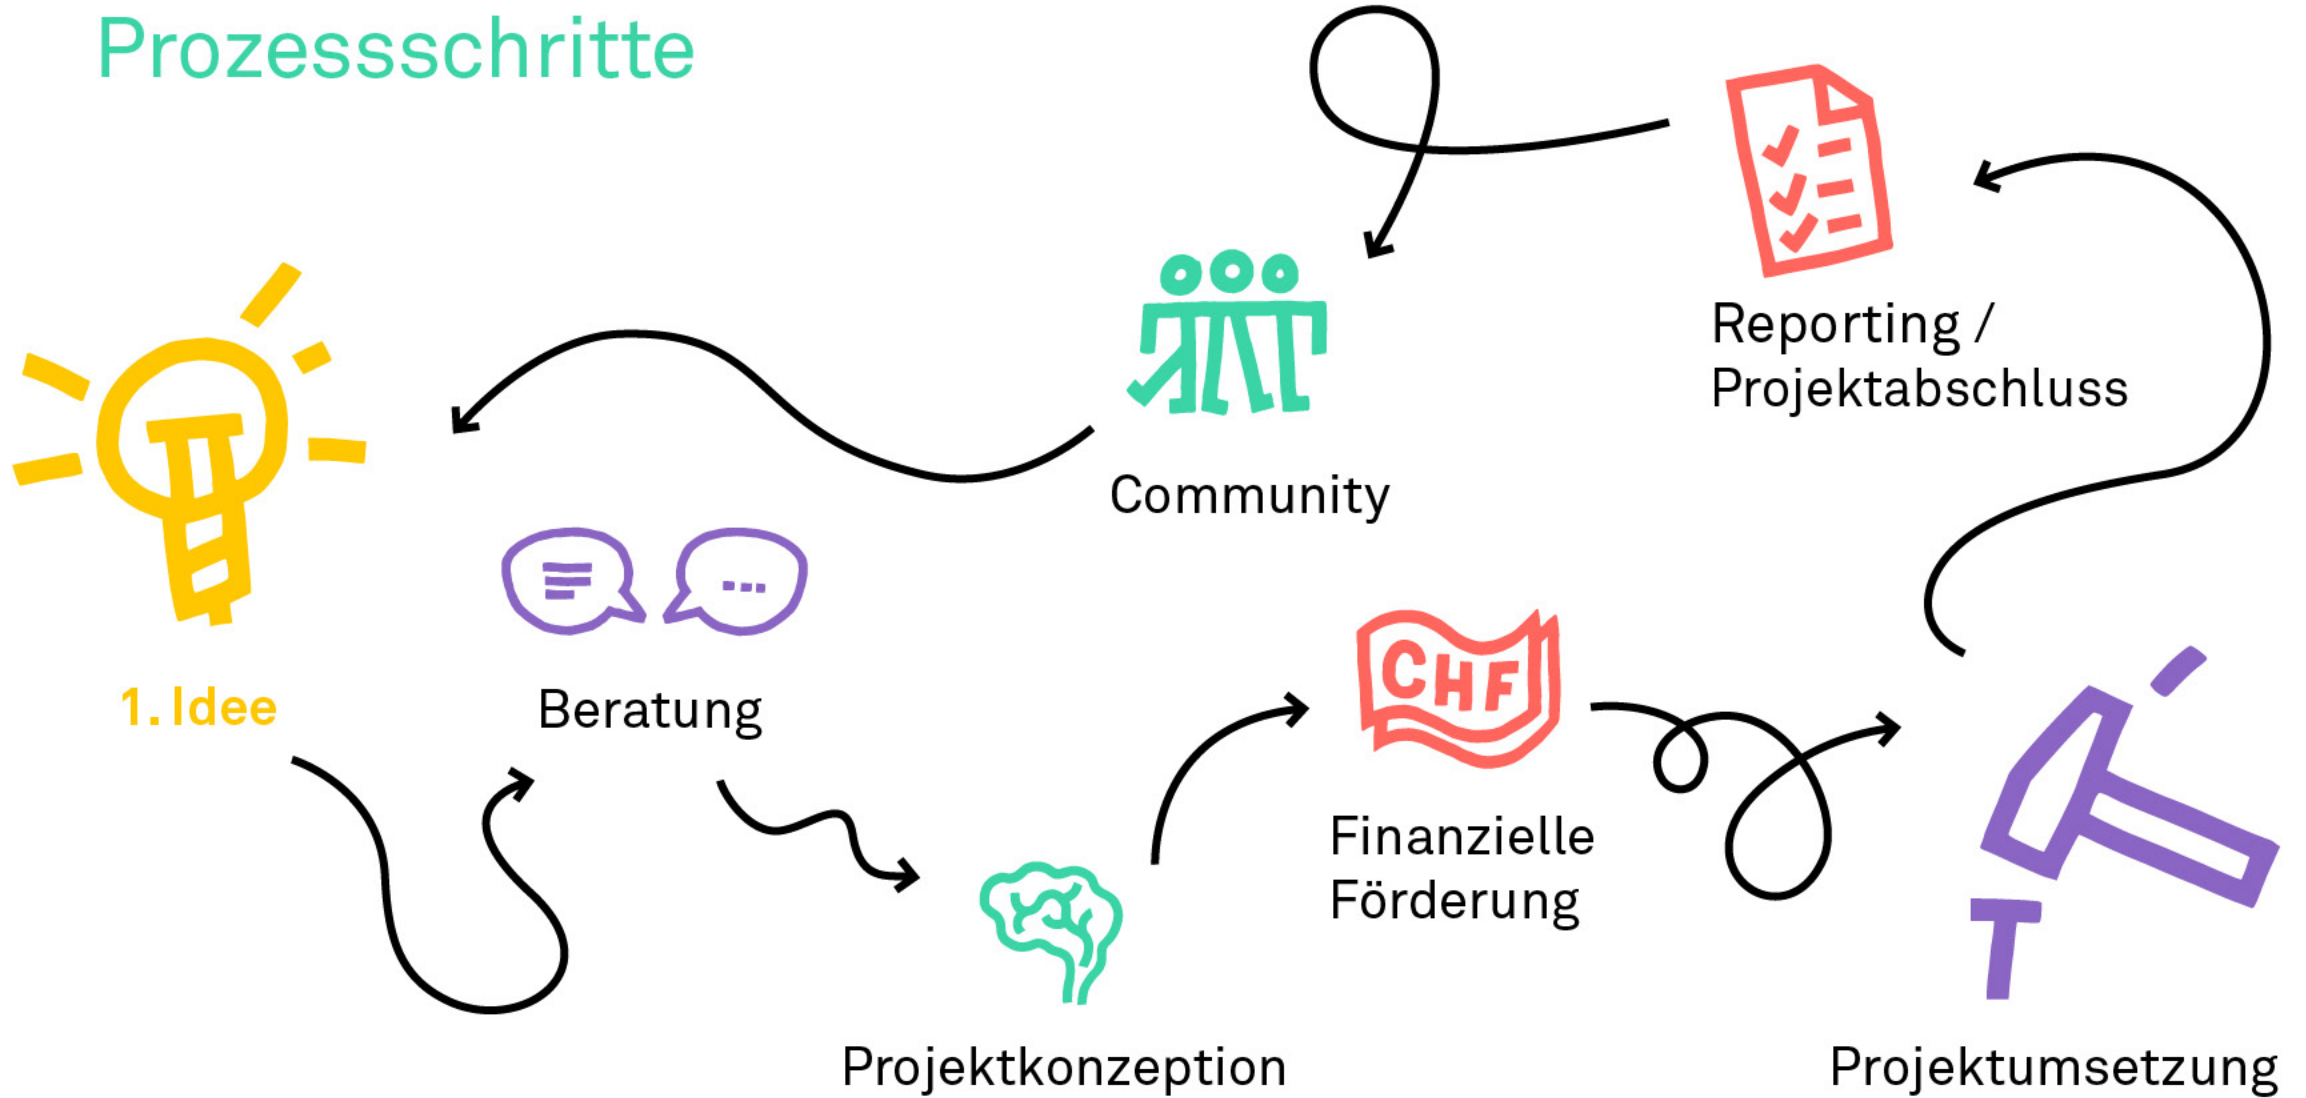 Prozessschritte
1. Idee
Beratung
Projektkonzeption
CHF
Finanzielle
Förderung
Projektumsetzung
Reporting /
Projektabschluss
Community